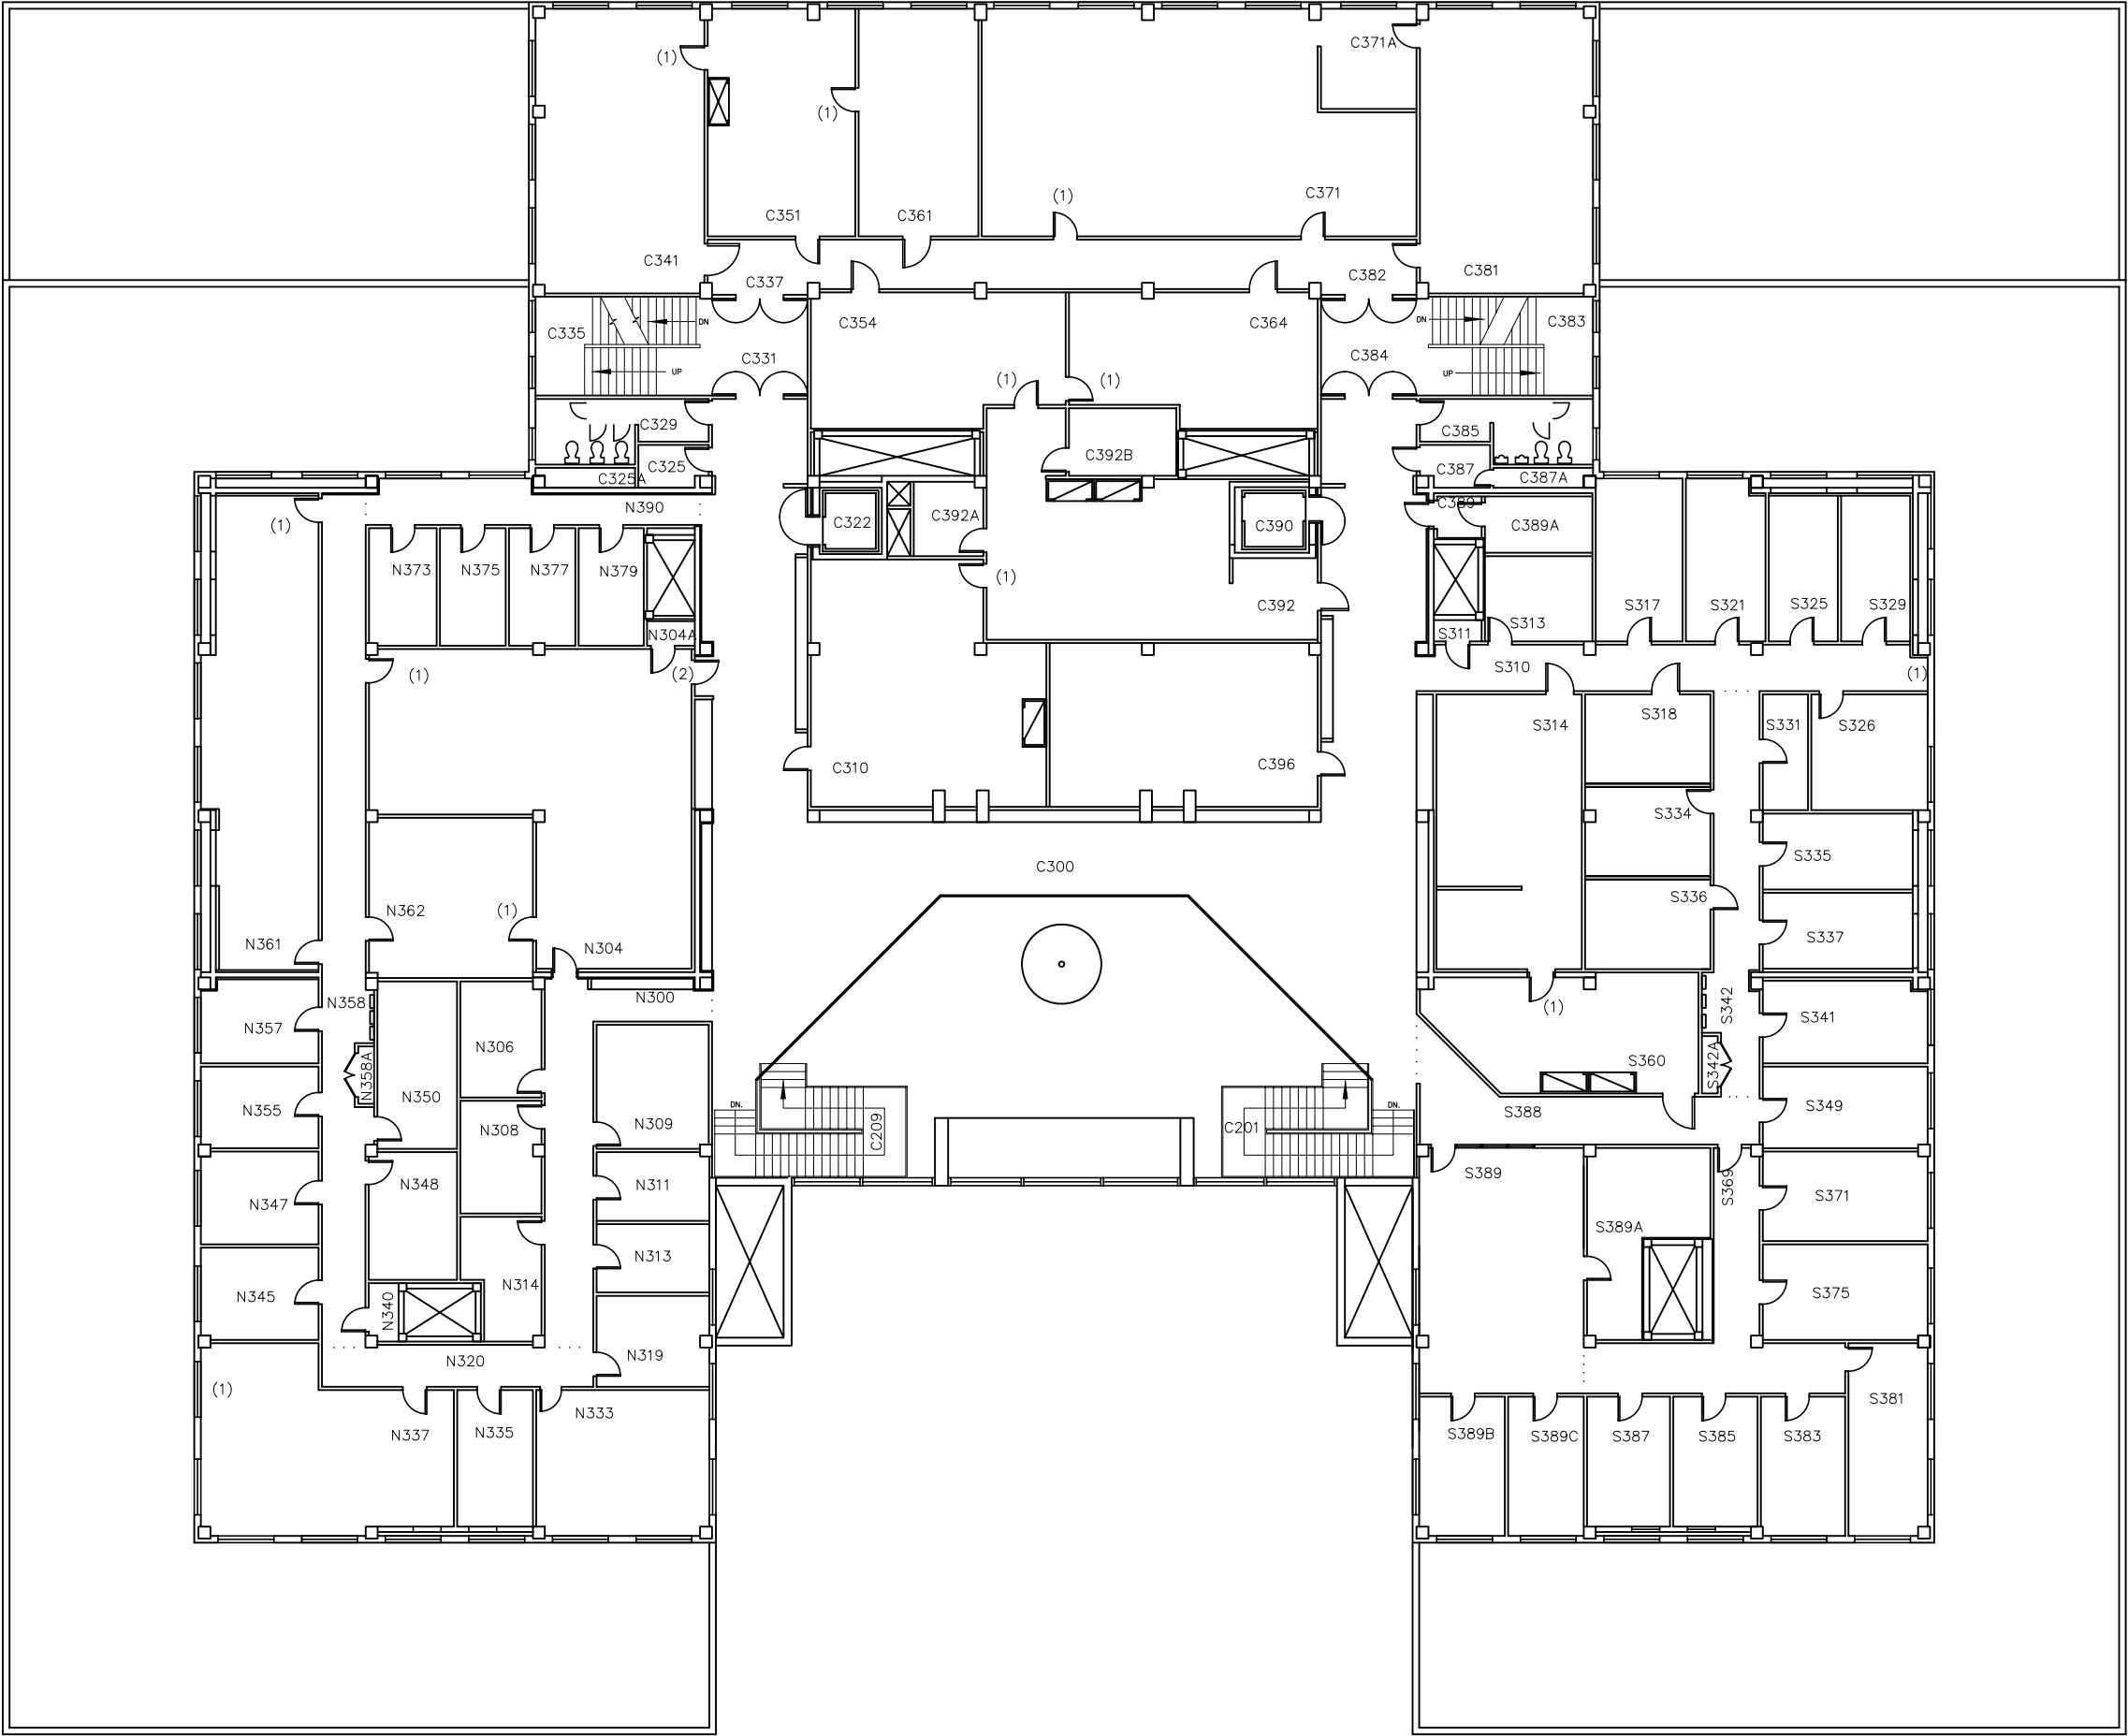 C371A
(1)
(1)
C371
(1)
C351
C361
C341
C381
C382
C337
C335
DN
C354
C364
DN
C383
C331
C384
UP
UP
(1)
(1)
C329
C385
C392B
C325
C387
C325A
C387A
N390
C389
C322
C392A
C390
C389A
(1)
N373
N375
N377
N379
(1)
C392
S317
S321
S325
S329
S313
N304A
S311
S310
(1)
(2)
(1)
S314
S318
S331
S326
C310
C396
S334
C300
S335
N362
(1)
S336
N361
N304
S337
N358
N300
(1)
S342
N357
S341
N306
S360
N358A
S342A
N350
N355
DN.
DN.
S349
N309
N308
C209
C201
S388
S389
N348
N311
S369
N347
S371
S389A
N313
N314
N345
N340
S375
N320
N319
(1)
S381
N333
N337
N335
S389B
S389C
S387
S385
S383